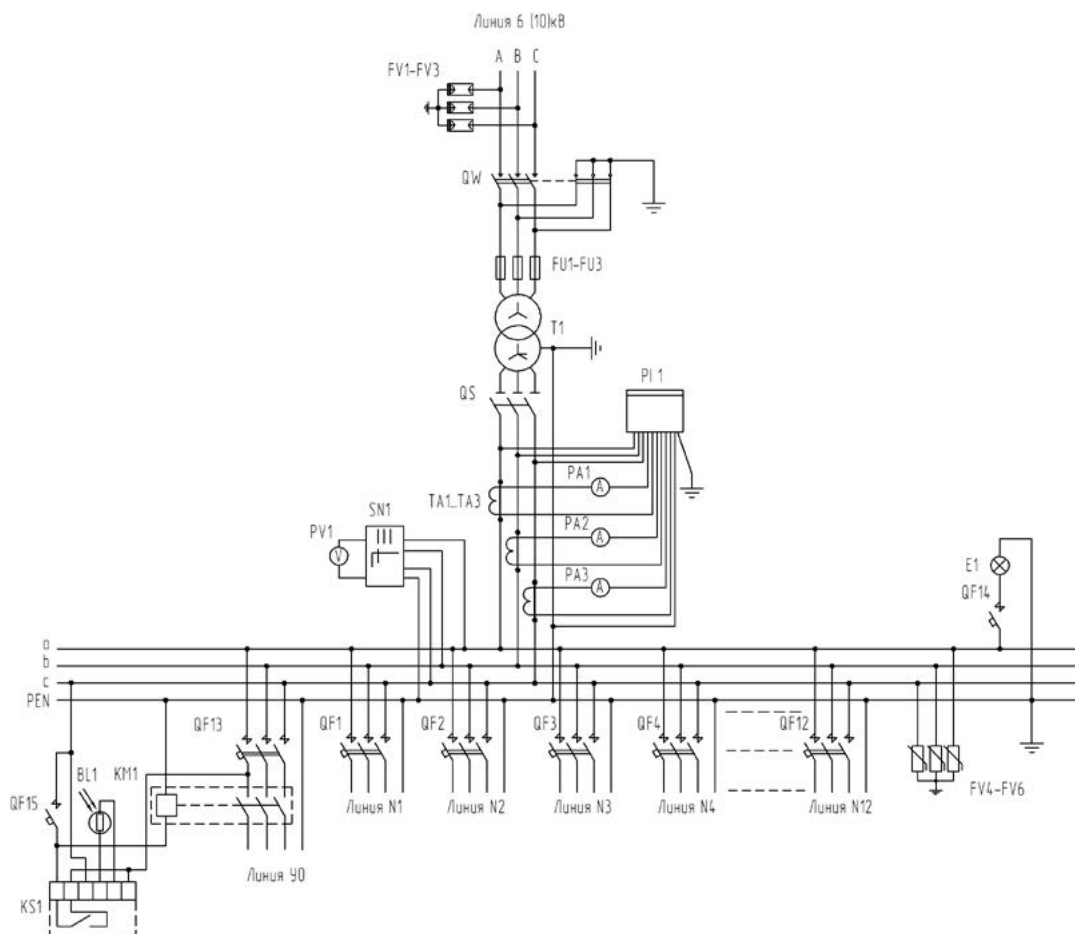 Линия 6 (10)кВ
A B C
FV1-FV3
QW
FU1-FU3
T1
QS
PI 1
PA1
A
TA1...TA3
SN1
PA2
A
PV1
V
PA3
A
E1
QF14
a
b
c
PEN
QF13 QF1 QF2 QF3 QF4 QF12
BL1 KM1
QF15
FV4-FV6
Линия N1 Линия N2 Линия N3 Линия N4 Линия N12
Линия УО
KS1